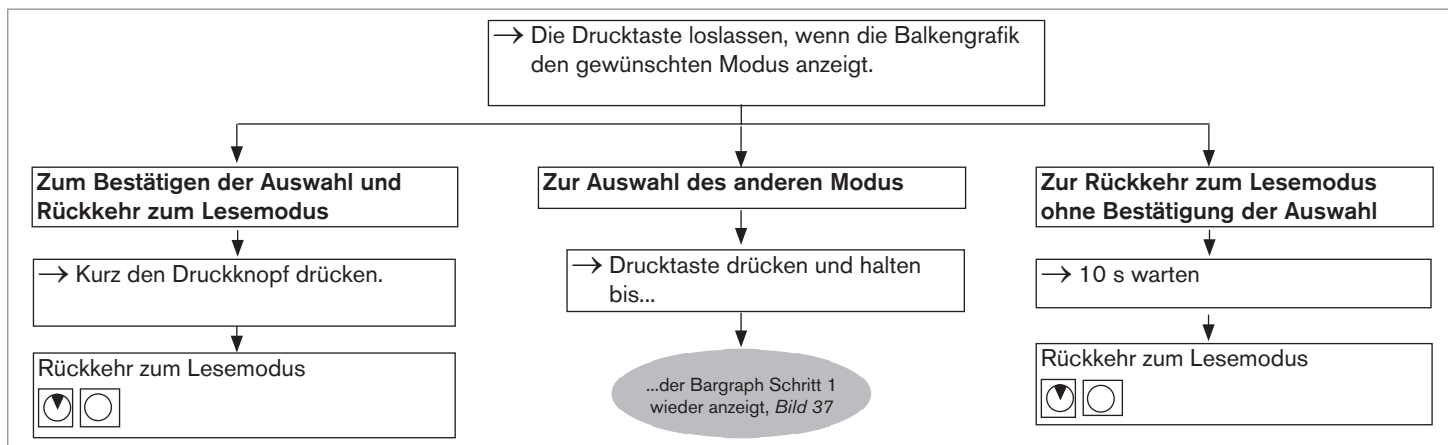 → Die Drucktaste loslassen, wenn die Balkengrafik
den gewünschten Modus anzeigt.
Zum Bestätigen der Auswahl und
Rückkehr zum Lesemodus
→ Kurz den Druckknopf drücken.
Rückkehr zum Lesemodus
Zur Auswahl des anderen Modus
→ Drucktaste drücken und halten
bis...
...der Bargraph Schritt 1
wieder anzeigt, Bild 37
Zur Rückkehr zum Lesemodus
ohne Bestätigung der Auswahl
→ 10 s warten
Rückkehr zum Lesemodus